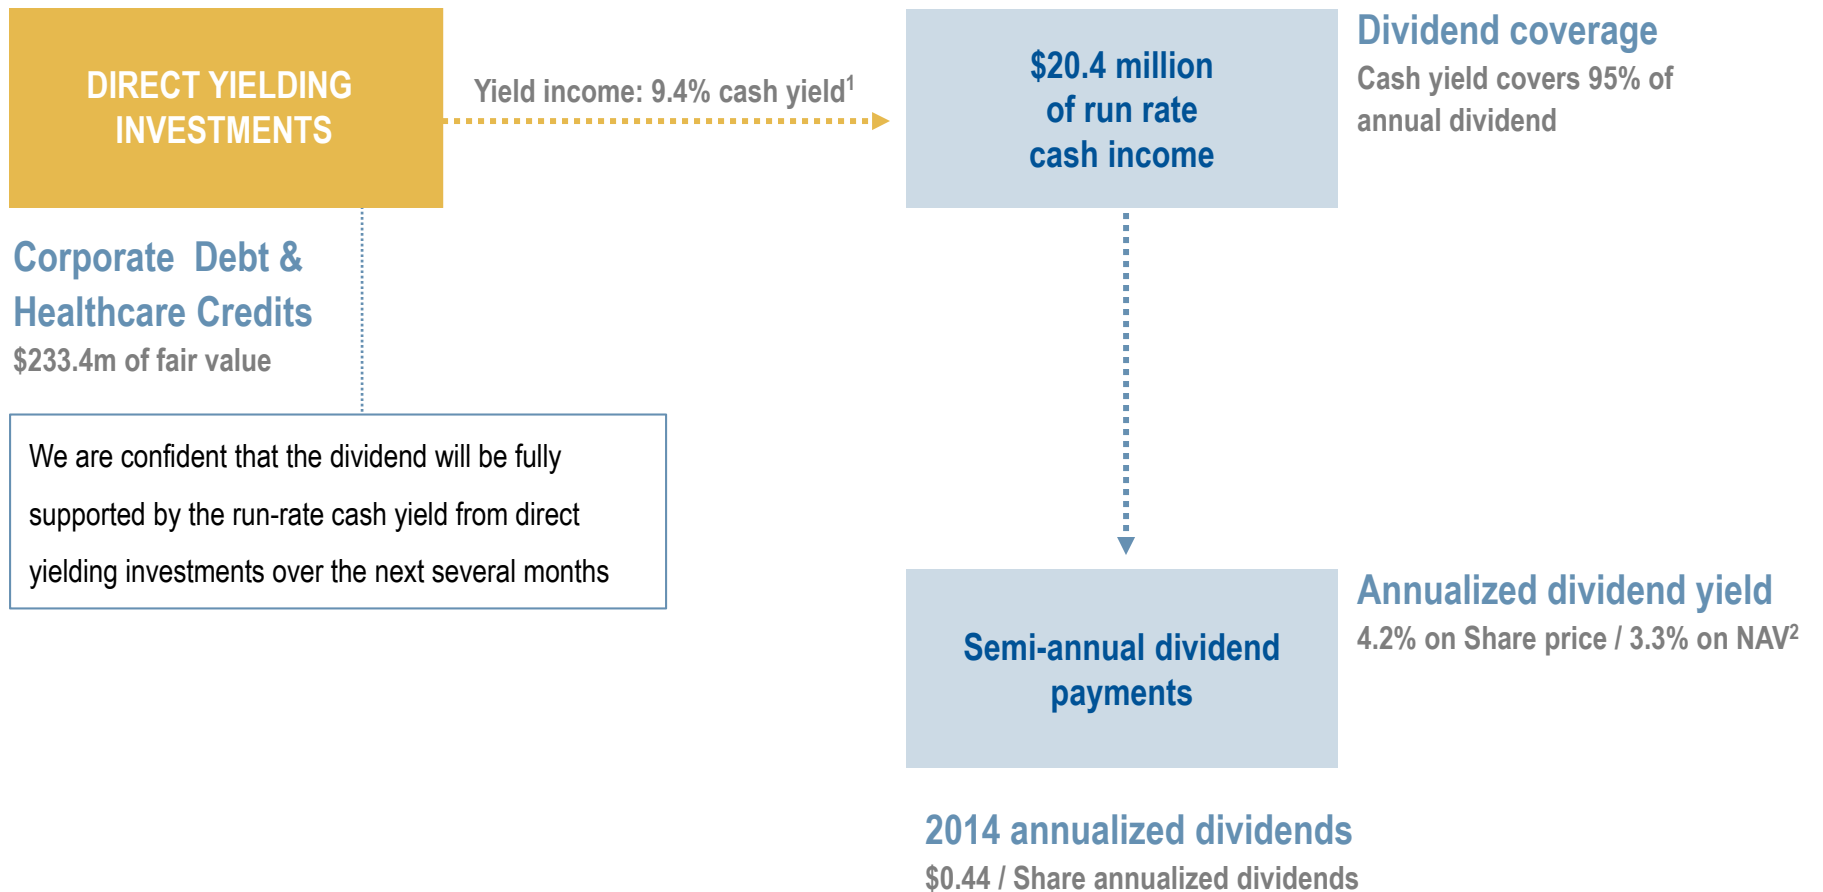 DIRECT YIELDING
INVESTMENTS
Yield income: 9.4% cash yield¹
$20.4 million
of run rate
cash income
Dividend coverage
Cash yield covers 95% of
annual dividend
Corporate  Debt &
Healthcare Credits
$233.4m of fair value
We are confident that the dividend will be fully
supported by the run-rate cash yield from direct
yielding investments over the next several months
Semi-annual dividend
payments
Annualized dividend yield
4.2% on Share price / 3.3% on NAV²
2014 annualized dividends
$0.44 / Share annualized dividends